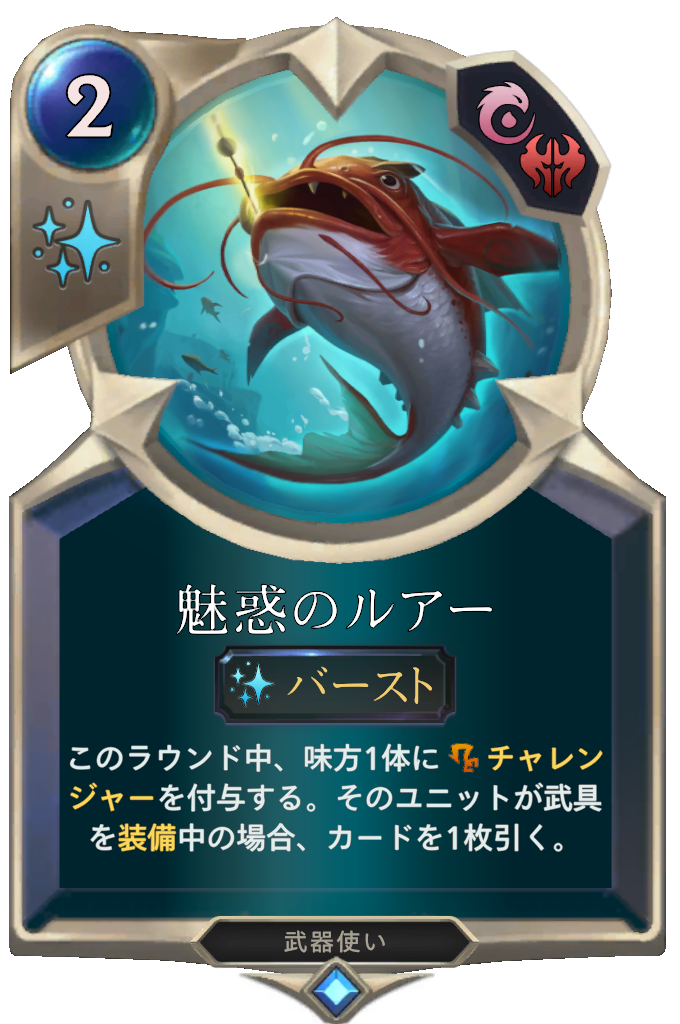 2
魅惑のルアー
バースト
このラウンド中、味方1体に チャレン
ジャーを付与する。そのユニットが武具
を装備中の場合、カードを1枚引く。
武器使い